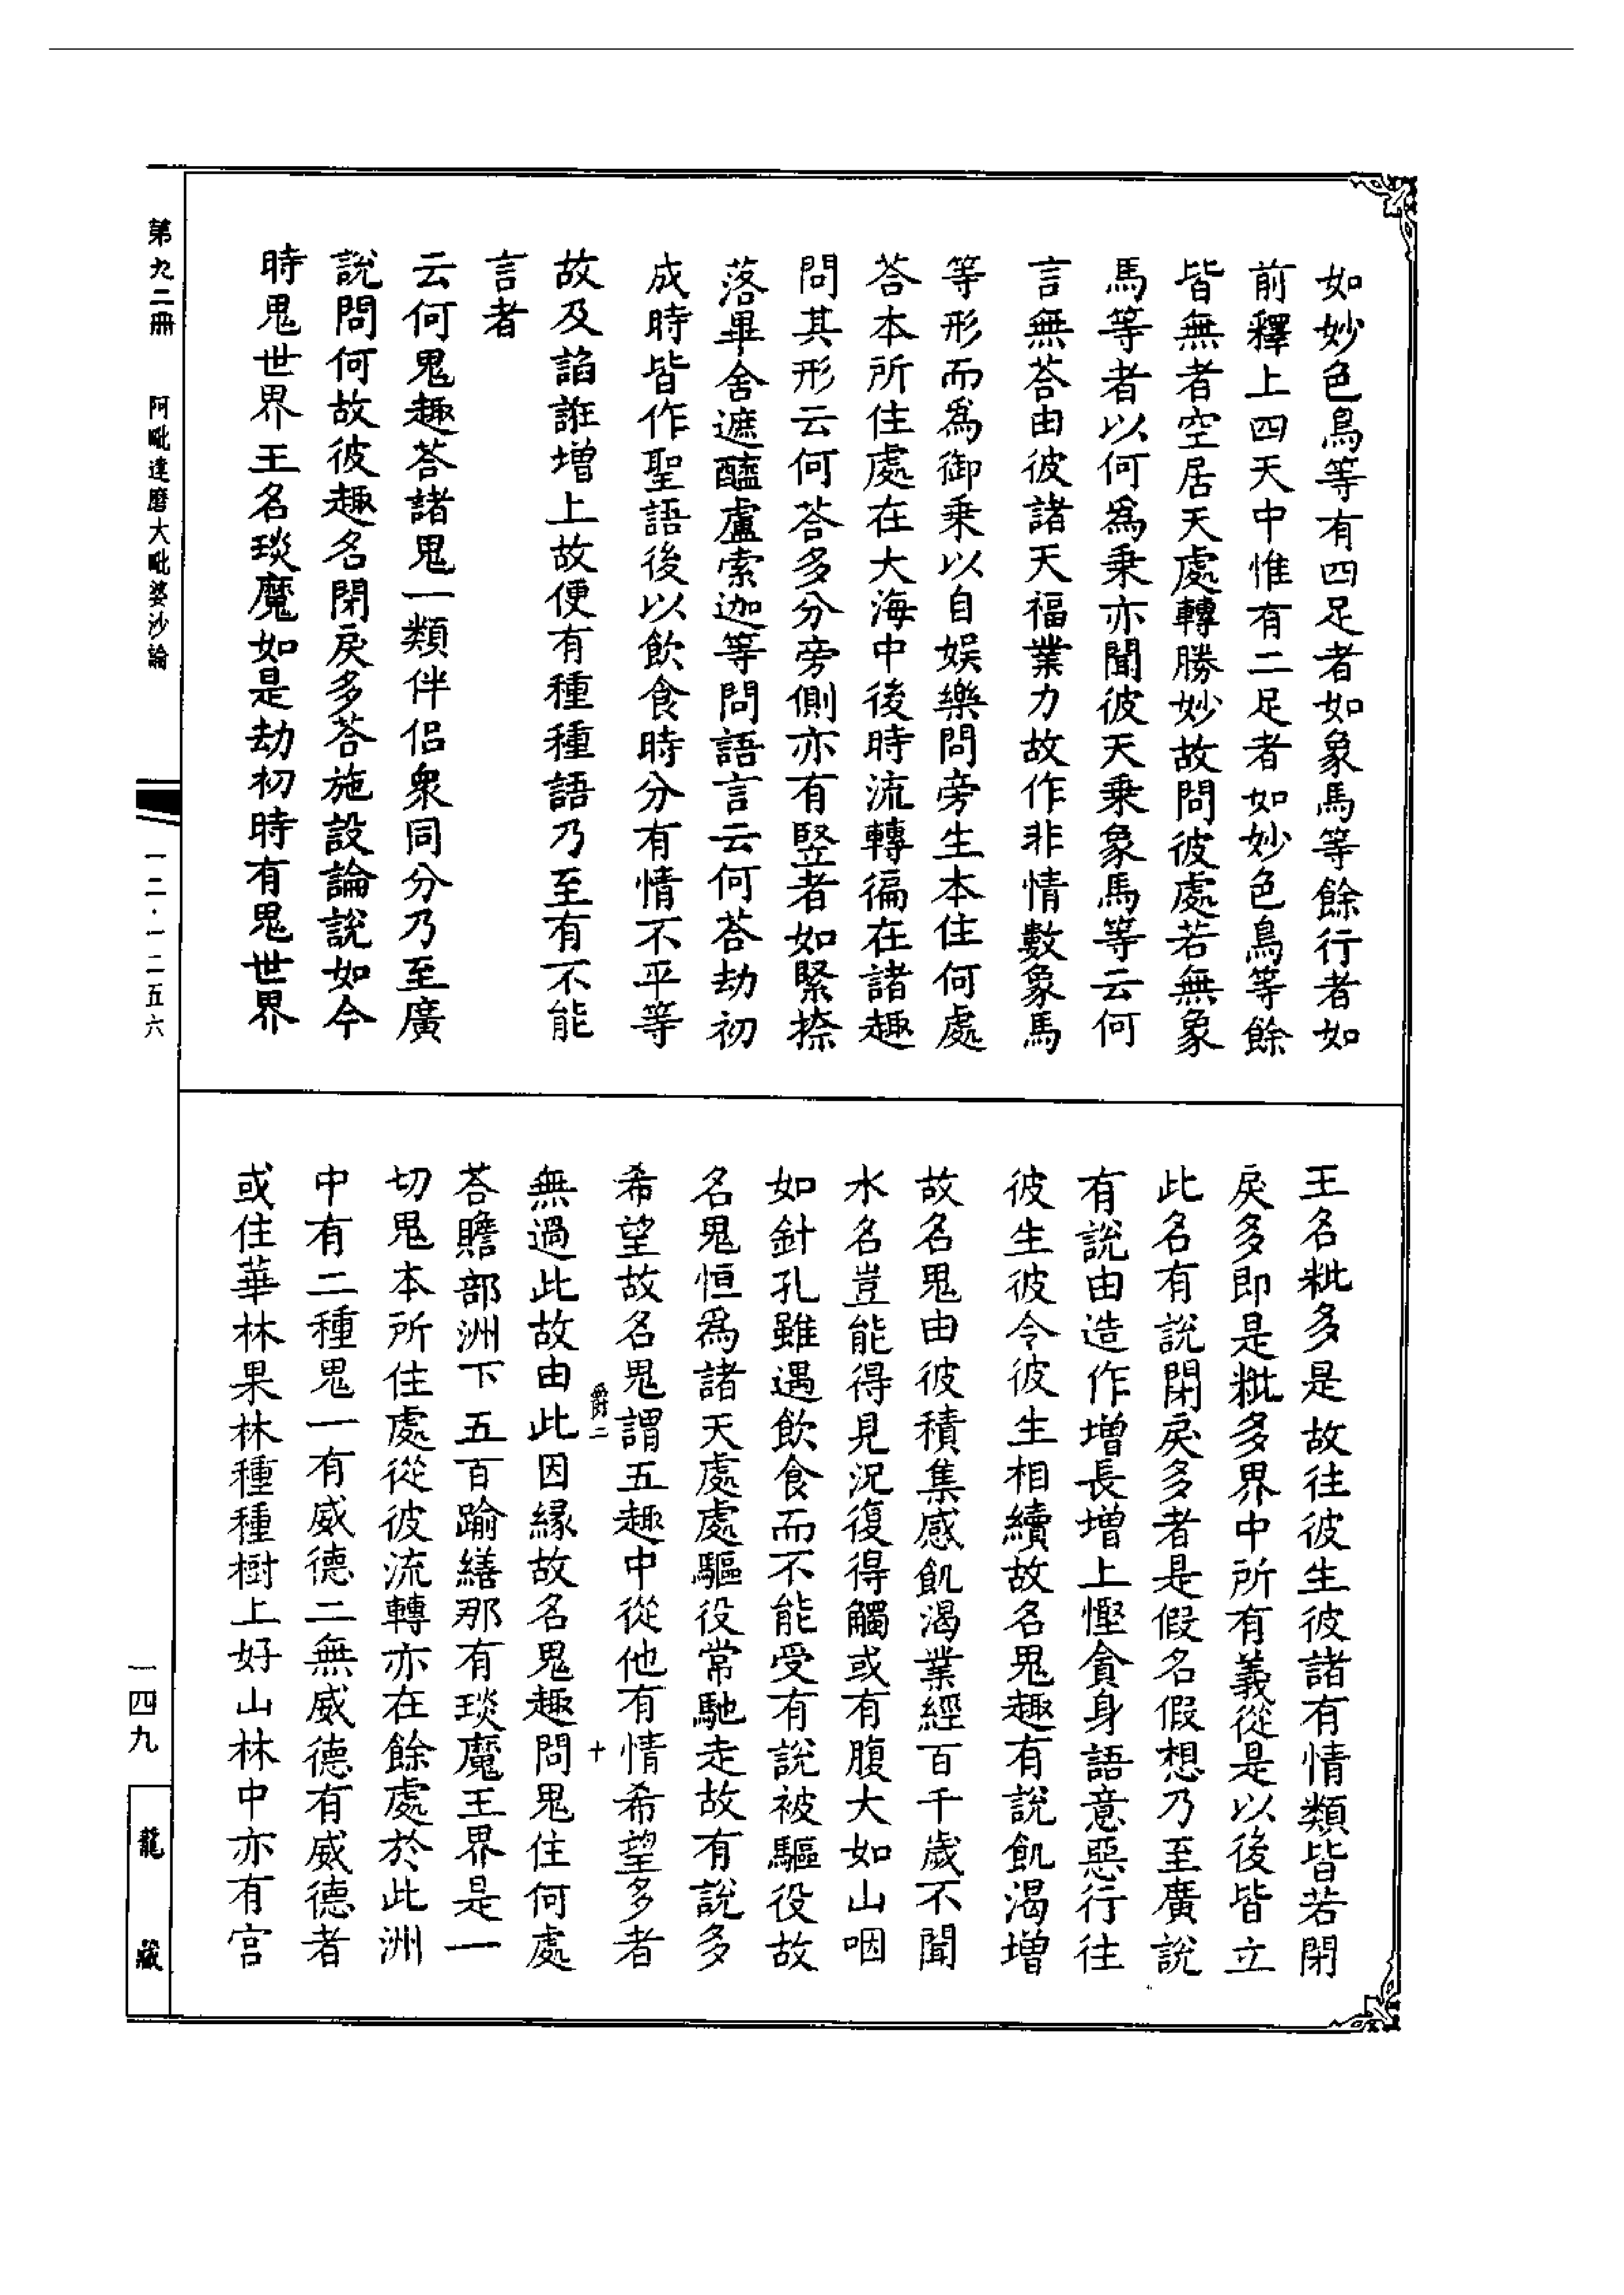 如妙色鳥等有四足者如象馬等餘行者如
前釋上四天中惟有二足者如妙色鳥等餘
皆無者空居天處轉勝妙故問彼處若無象
馬等者以何爲乘亦聞彼天乘象馬等云何
言無荅由彼諸天福業力故作非情數象馬
等形而爲御乘以自娛樂問旁生本住何處
荅本所住處在大海中後時流轉徧在諸趣
問其形云何荅多分旁側亦有竪者如緊捺
落畢舍遮醯盧索迦等問語言云何荅劫初
成時皆作聖語後以飲食時分有情不平等
故及諂誑增上故便有種種語乃至有不能
言者
云何鬼趣荅諸鬼一類伴侣衆同分乃至廣
說問何故彼趣名閉戾多荅施設論說如今
時鬼世界王名琰魔如是劫初時有鬼世界
王名粃多是故往彼生彼諸有情類皆若閉
戾多即是粃多界中所有義從是以後皆立
此名有說閉戾多者是假名假想乃至廣說
有說由造作增長增上慳貪身語意惡行往
彼生彼令彼生相續故名鬼趣有說飢渴增
故名鬼由彼積集感飢渴業經百千歲不聞
水名豈能得見況復得觸或有腹大如山咽
如針孔雖遇飲食而不能受有說被驅役故
名鬼恒爲諸天處處驅役常馳走故有說多
希望故名鬼謂五趣中從他有情希望多者
爵二 十
無過此故由此因緣故名鬼趣問鬼住何處
荅贍部洲下五百踰繕那有琰魔王界是一
切鬼本所住處從彼流轉亦在餘處於此洲
中有二種鬼一有威德二無威德有威德者
或住華林果林種種樹上好山林中亦有宫
第九二冊 阿毗達磨大毗婆沙論
一二·一二五六
一四九
龍藏